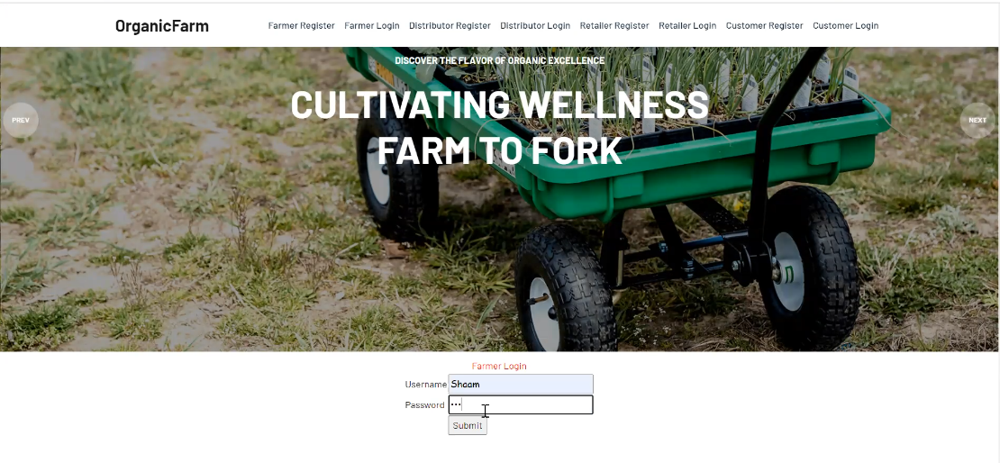 OrganicFarm Farmer Register Farmer Login Distributor Register Distributor Login Retailer Register Retailer Login Customer Register Customer Login
DISCOVER THE FLAVOR OF ORGANIC EXCELLENCE
CULTIVATING WELLNESS
PREV
NEXT
FARM TO FORK
Farmer Login
Username Shaam
Password •••
Submit